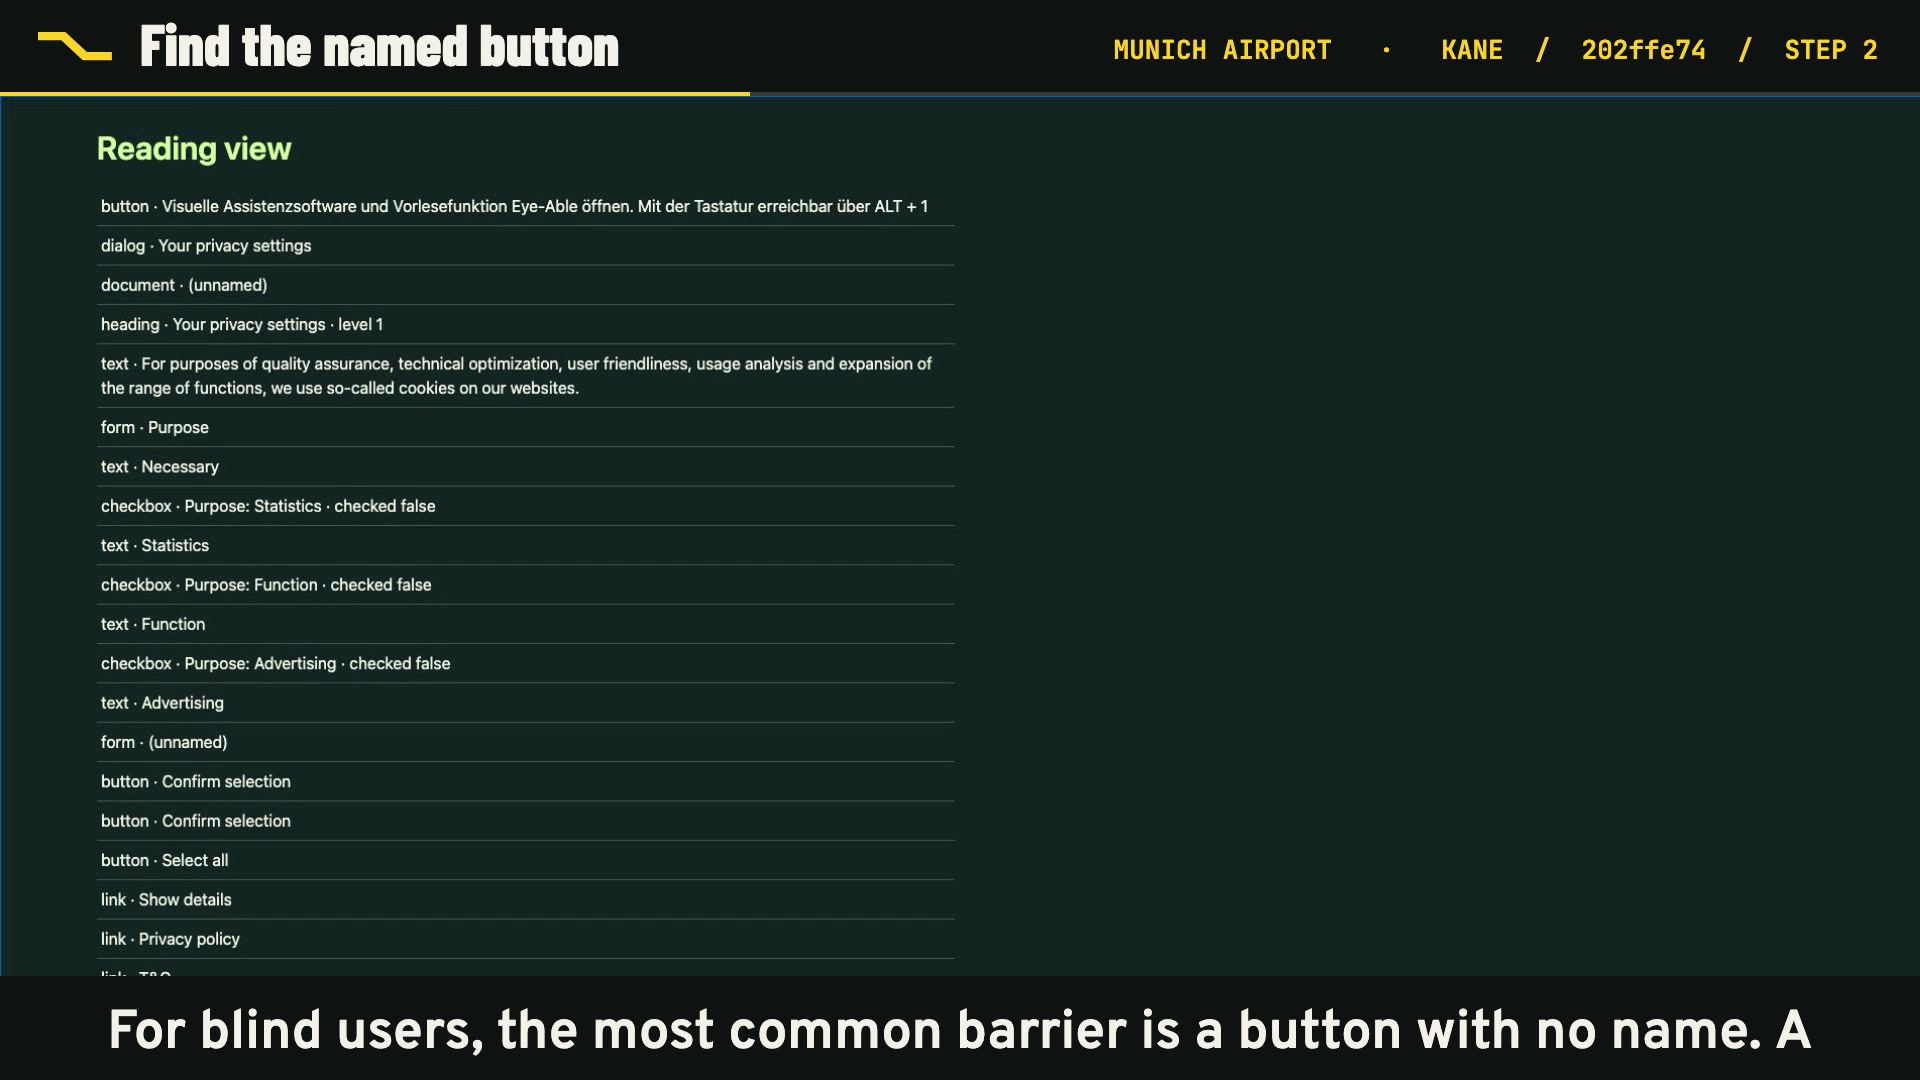 Find the named button
MUNICH AIRPORT · KANE / 202ffe74 / STEP 2
Reading view
button · Visuelle Assistenzsoftware und Vorlesefunktion Eye-Able öffnen. Mit der Tastatur erreichbar über ALT + 1
dialog · Your privacy settings
document · (unnamed)
heading · Your privacy settings · level 1
text · For purposes of quality assurance, technical optimization, user friendliness, usage analysis and expansion of
the range of functions, we use so-called cookies on our websites.
form · Purpose
text · Necessary
checkbox · Purpose: Statistics · checked false
text · Statistics
checkbox · Purpose: Function · checked false
text · Function
checkbox · Purpose: Advertising · checked false
text · Advertising
form · (unnamed)
button · Confirm selection
button · Confirm selection
button · Select all
link · Show details
link · Privacy policy
For blind users, the most common barrier is a button with no name. A